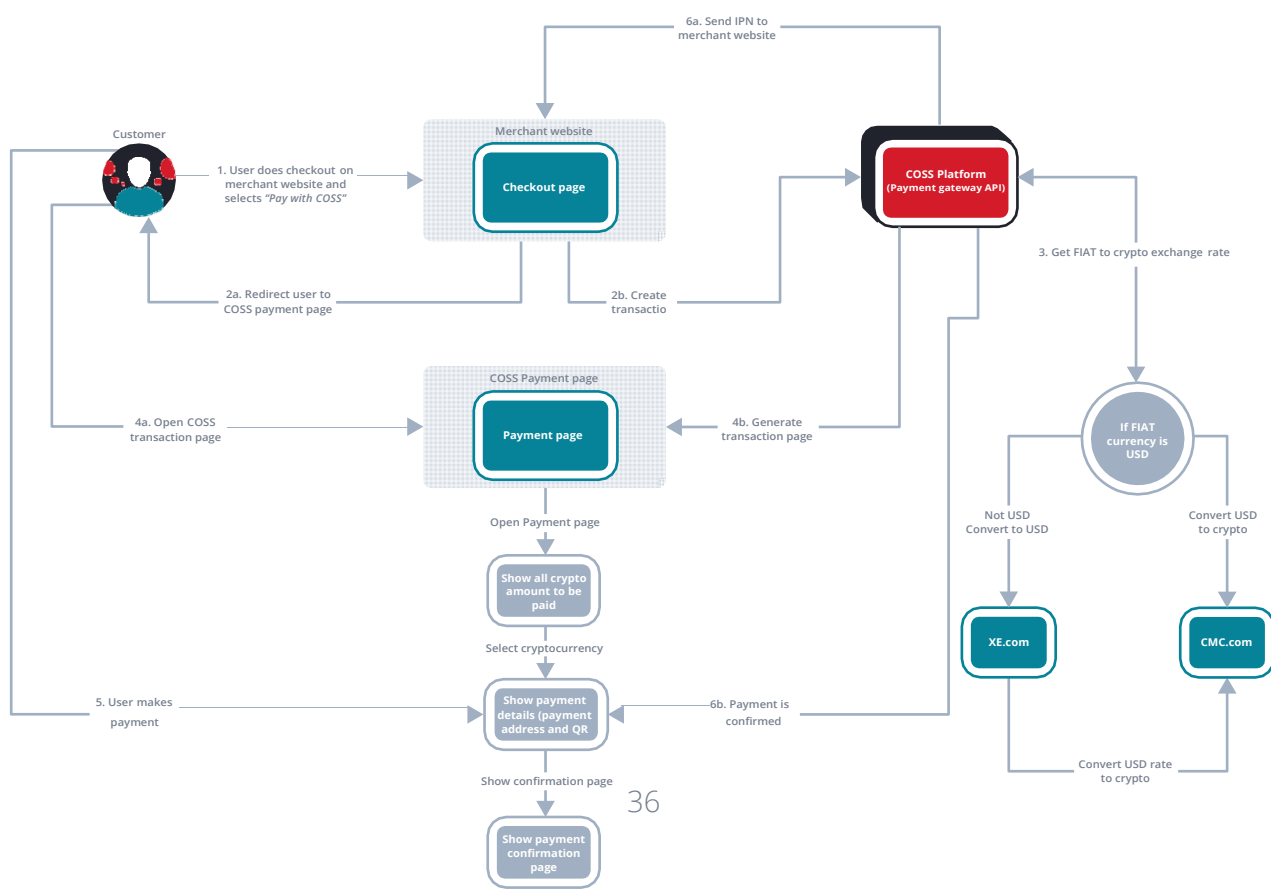 6a. Send IPN to
merchant website
Customer
Merchant website
1. User does checkout on
merchant website and
selects “Pay with COSS”
Checkout page
COSS Platform
(Payment gateway API)
3. Get FIAT to crypto exchange rate
2a. Redirect user to
COSS payment page
2b. Create
transactio
COSS Payment page
Payment page
4a. Open COSS
transaction page
4b. Generate
transaction page
If FIAT
currency is
USD
Not USD
Convert to USD
Convert USD
to crypto
Open Payment page
Show all crypto
amount to be
paid
XE.com
CMC.com
Select cryptocurrency
5. User makes
payment
Show payment
details (payment
address and QR
6b. Payment is
confirmed
Convert USD rate
to crypto
Show confirmation page
36
Show payment
confirmation
page